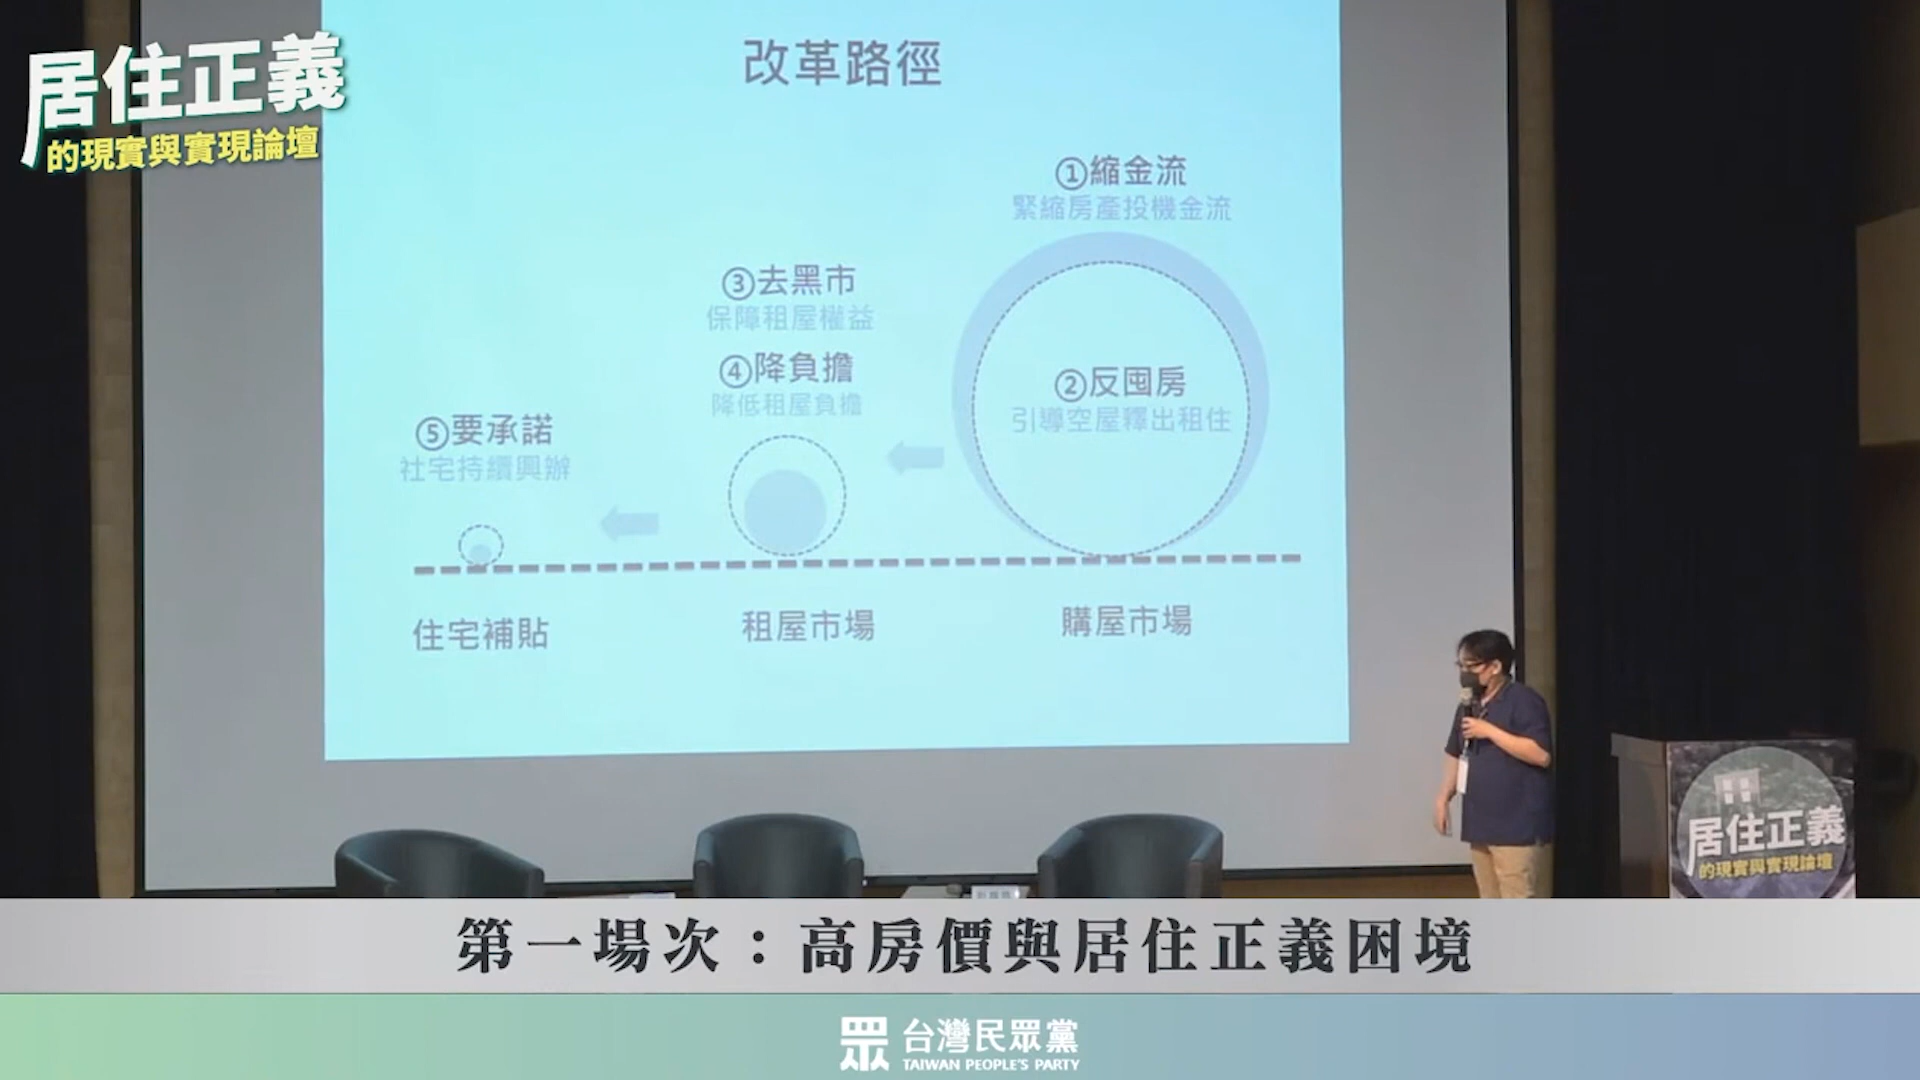 居住正義
的現實與實現論壇
改革路徑
①縮金流
緊縮房產投機金流
③去黑市
保障租屋權益
②反囤房
引導空屋釋出租住
④降負擔
降低租屋負擔
⑤要承諾
社宅持續興辦
住宅補貼
租屋市場
購屋市場
居住正義
的現實與實現論壇
第一場次：高房價與居住正義困境
眾 台灣民眾黨
TAIWAN PEOPLE'S PARTY